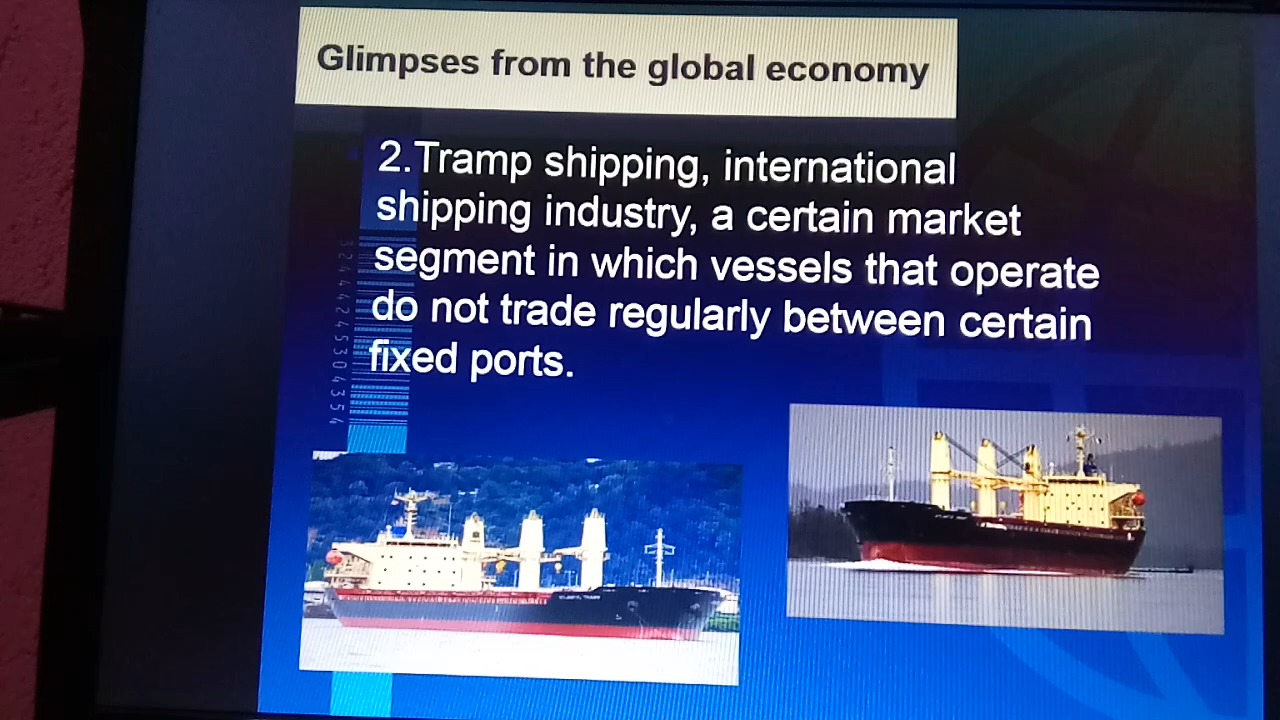 Glimpses from the global economy
2.Tramp shipping, international
shipping industry, a certain market
segment in which vessels that operate
do not trade regularly between certain
fixed ports.